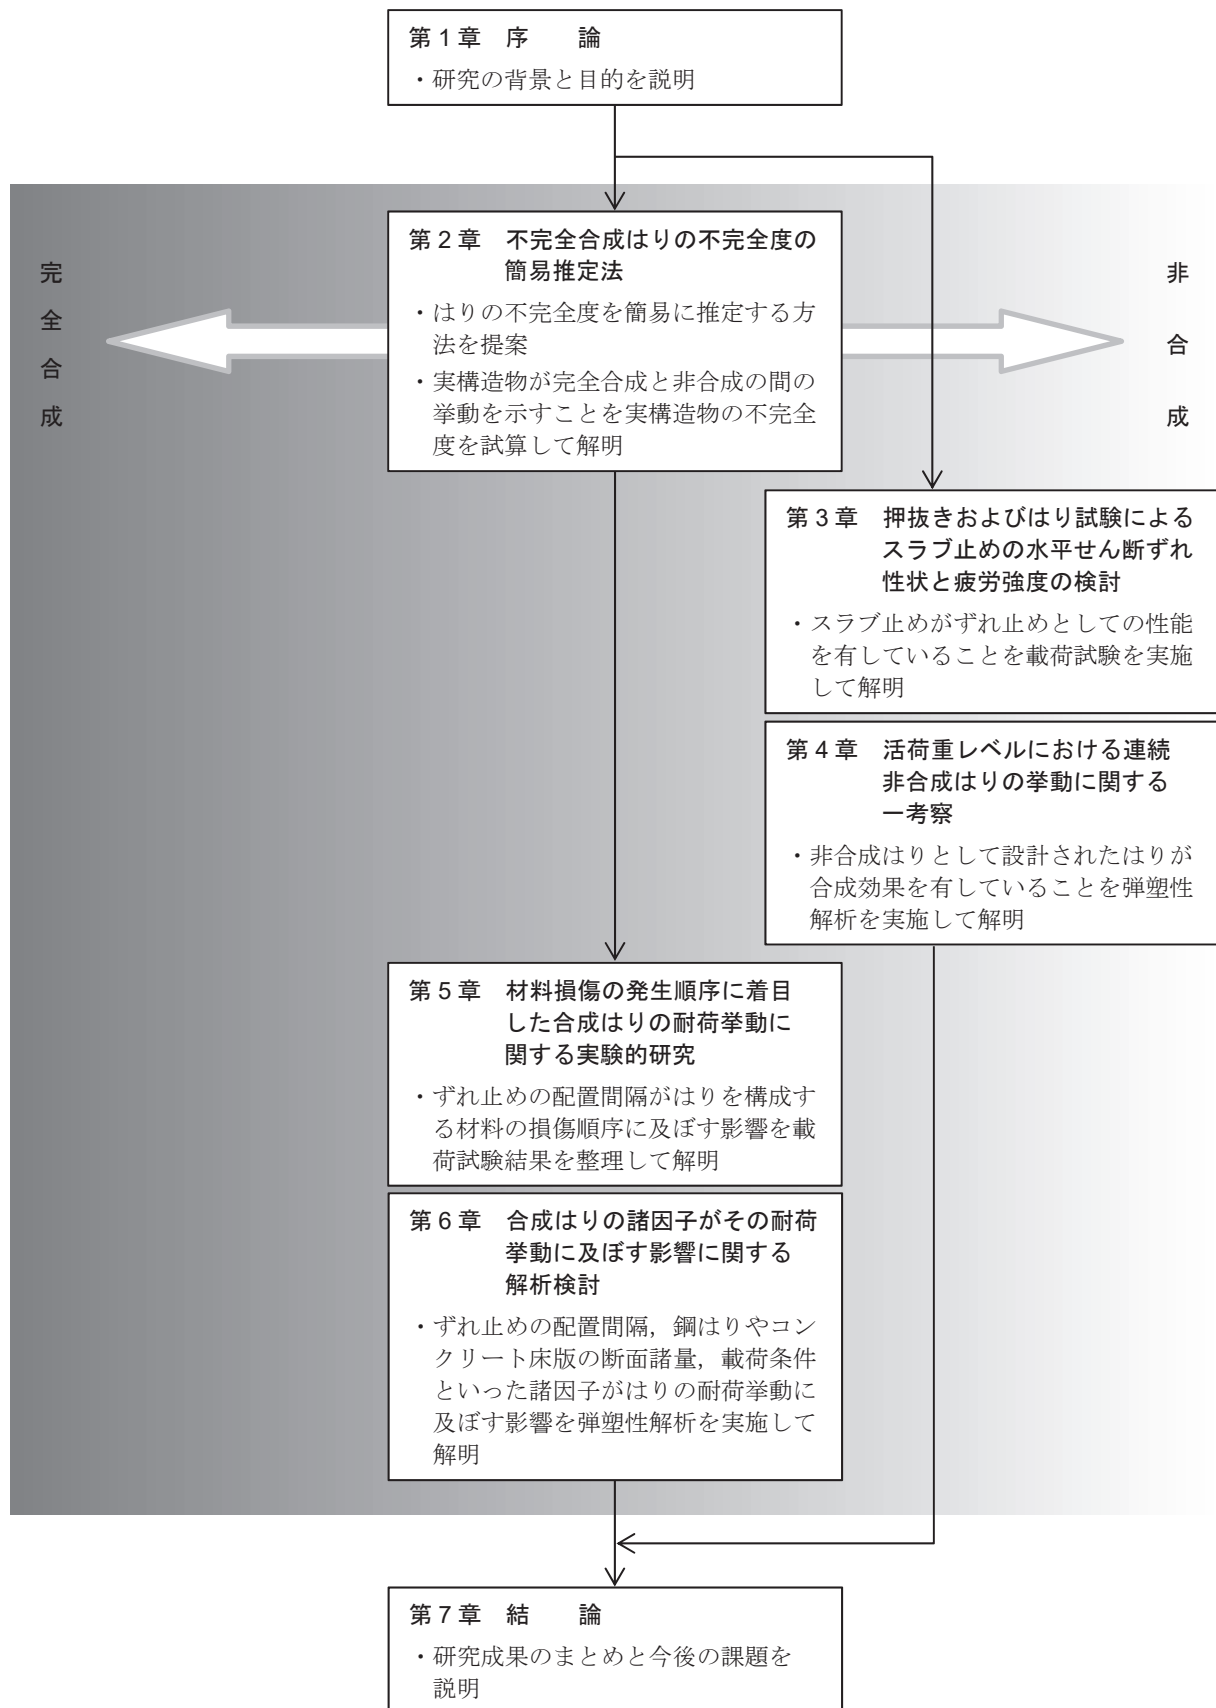 第1章 序　　論
・研究の背景と目的を説明
完
全
合
成
第2章 不完全合成はりの不完全度の
簡易推定法
・はりの不完全度を簡易に推定する方
法を提案
・実構造物が完全合成と非合成の間の
挙動を示すことを実構造物の不完全
度を試算して解明
非
合
成
第3章 押抜きおよびはり試験による
スラブ止めの水平せん断ずれ
性状と疲労強度の検討
・スラブ止めがずれ止めとしての性能
を有していることを載荷試験を実施
して解明
第4章 活荷重レベルにおける連続
非合成はりの挙動に関する
一考察
・非合成はりとして設計されたはりが
合成効果を有していることを弾塑性
解析を実施して解明
第5章 材料損傷の発生順序に着目
した合成はりの耐荷挙動に
関する実験的研究
・ずれ止めの配置間隔がはりを構成す
る材料の損傷順序に及ぼす影響を載
荷試験結果を整理して解明
第6章 合成はりの諸因子がその耐荷
挙動に及ぼす影響に関する
解析検討
・ずれ止めの配置間隔，鋼はりやコン
クリート床版の断面諸量，載荷条件
といった諸因子がはりの耐荷挙動に
及ぼす影響を弾塑性解析を実施して
解明
第7章 結　　論
・研究成果のまとめと今後の課題を
説明